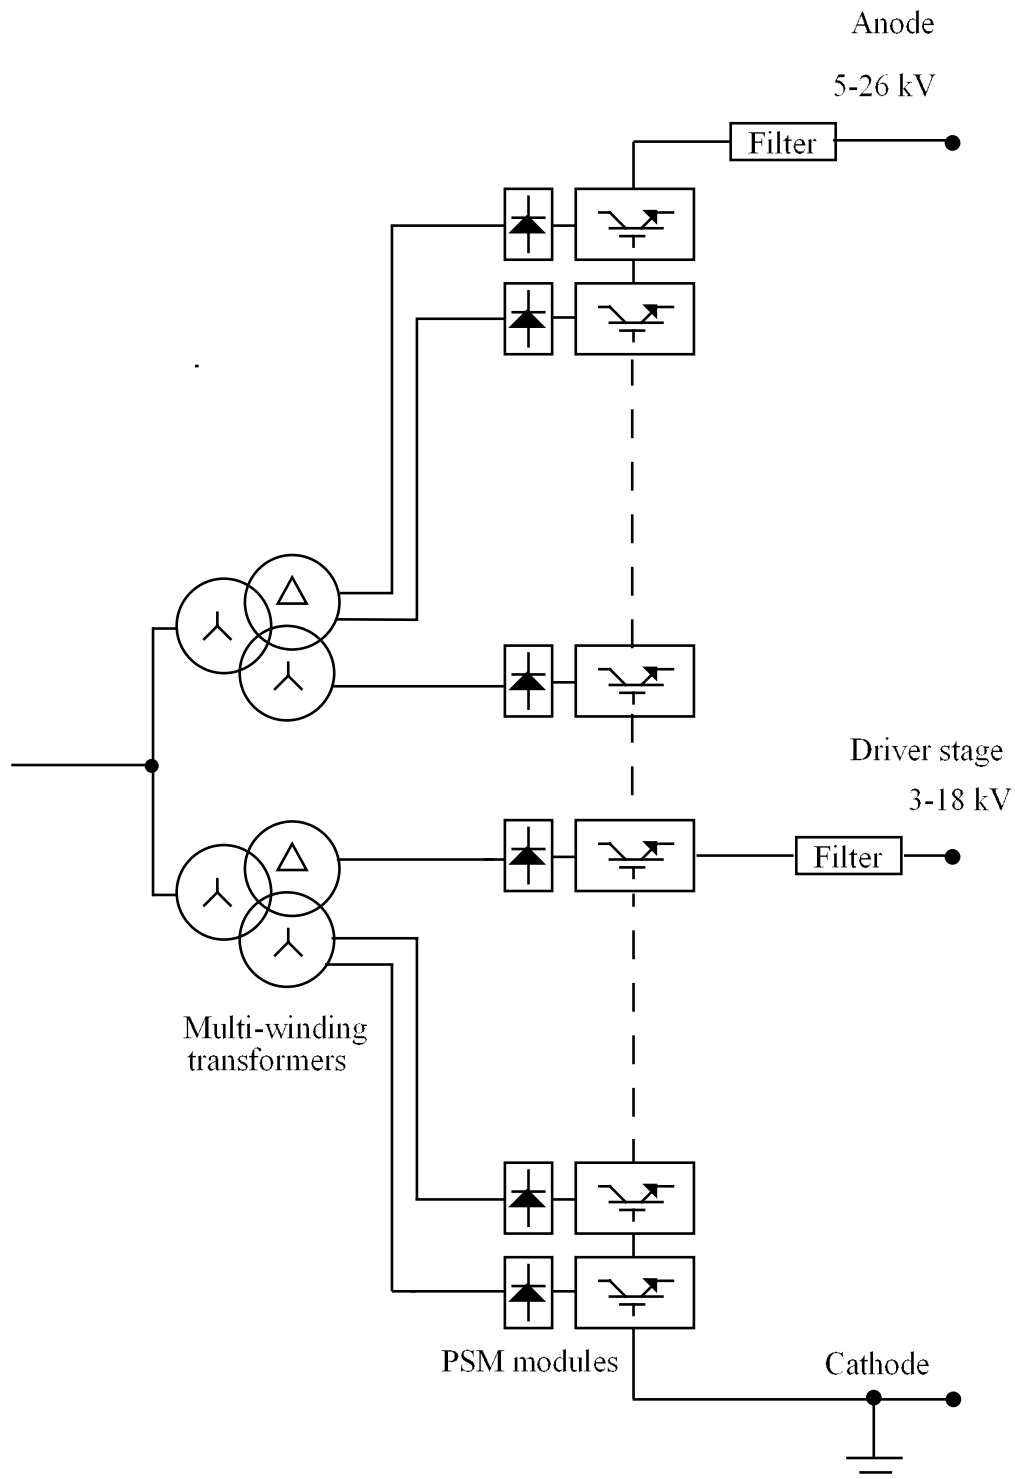 Anode
5-26 kV
Filter
Driver stage
3-18 kV
Filter
Multi-winding
transformers
PSM modules
Cathode